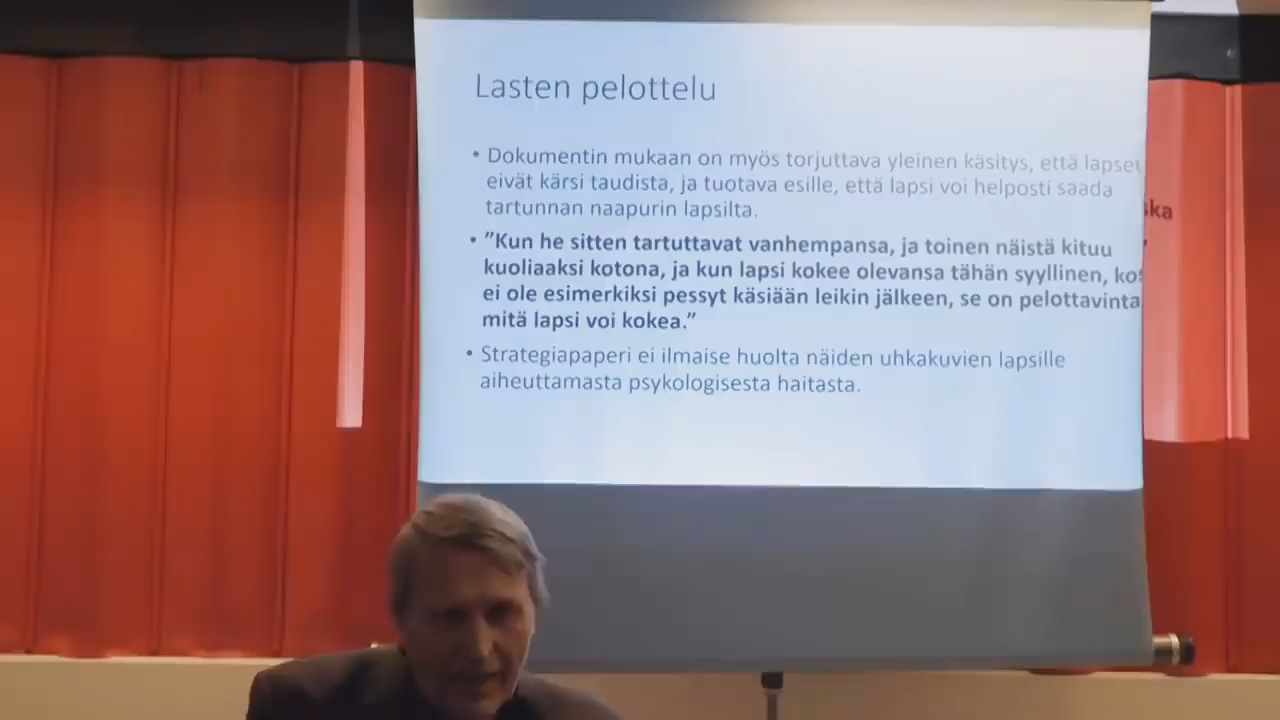 Lasten pelottelu
• Dokumentin mukaan on myös torjuttava yleinen käsitys, että lapset
eivät kärsi taudista, ja tuotava esille, että lapsi voi helposti saada
tartunnan naapurin lapsilta.
• ”Kun he sitten tartuttavat vanhempansa, ja toinen näistä kituu
kuoliaaksi kotona, ja kun lapsi kokee olevansa tähän syyllinen,
ei ole esimerkiksi pessyt käsiään leikin jälkeen, se on pelottavinta
mitä lapsi voi kokea.”
• Strategiapaperi ei ilmaise huolta näiden uhkakuvien lapsille
aiheuttamasta psykologisesta haitasta.